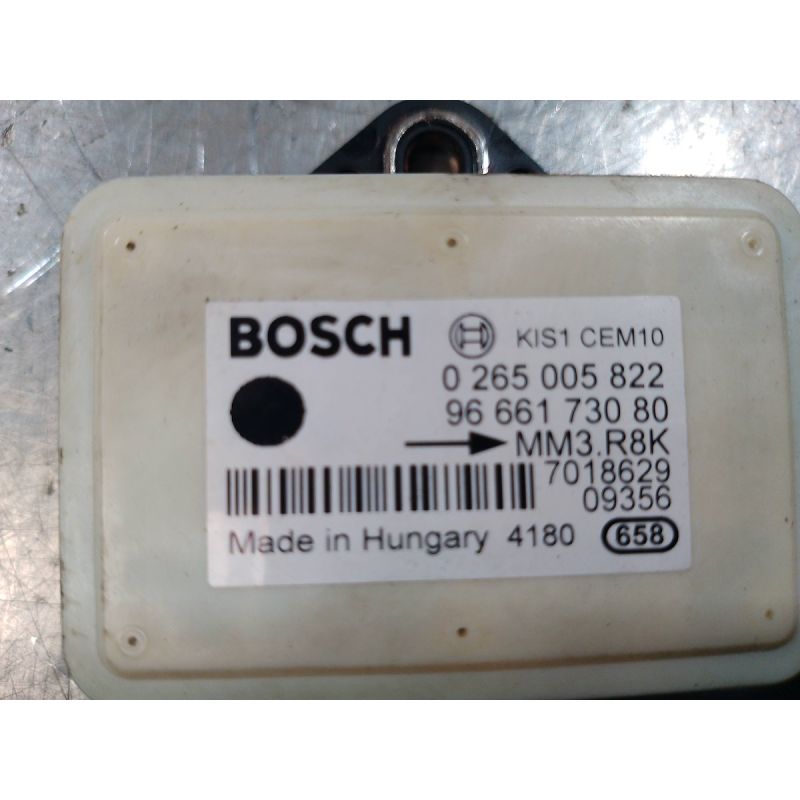 BOSCH KIS1 CEM10
0 265 005 822
96 661 730 80
MM3.R8K
7018629
09356
Made in Hungary 4180 658